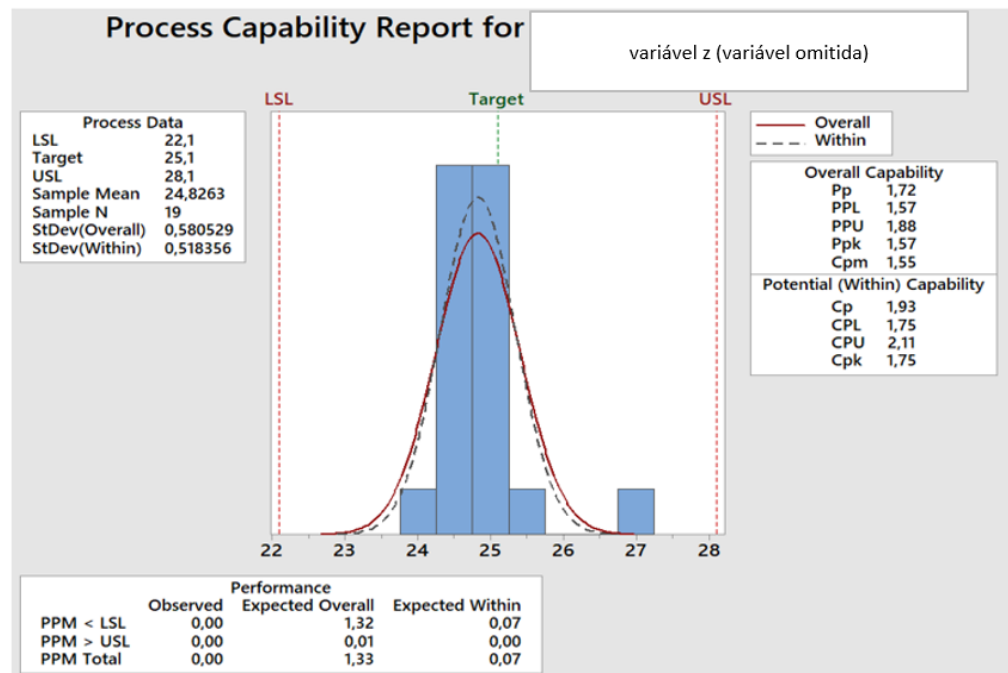 Process Capability Report for
variável z (variável omitida)
LSL Target USL
Process Data
LSL 22,1
Target 25,1
USL 28,1
Sample Mean 24,8263
Sample N 19
StDev(Overall) 0,580529
StDev(Within) 0,518356
Overall
Within
Overall Capability
Pp 1,72
PPL 1,57
PPU 1,88
Ppk 1,57
Cpm 1,55
Potential (Within) Capability
Cp 1,93
CPL 1,75
CPU 2,11
Cpk 1,75
22 23 24 25 26 27 28
Performance
Observed Expected Overall Expected Within
PPM < LSL 0,00 1,32 0,07
PPM > USL 0,00 0,01 0,00
PPM Total 0,00 1,33 0,07